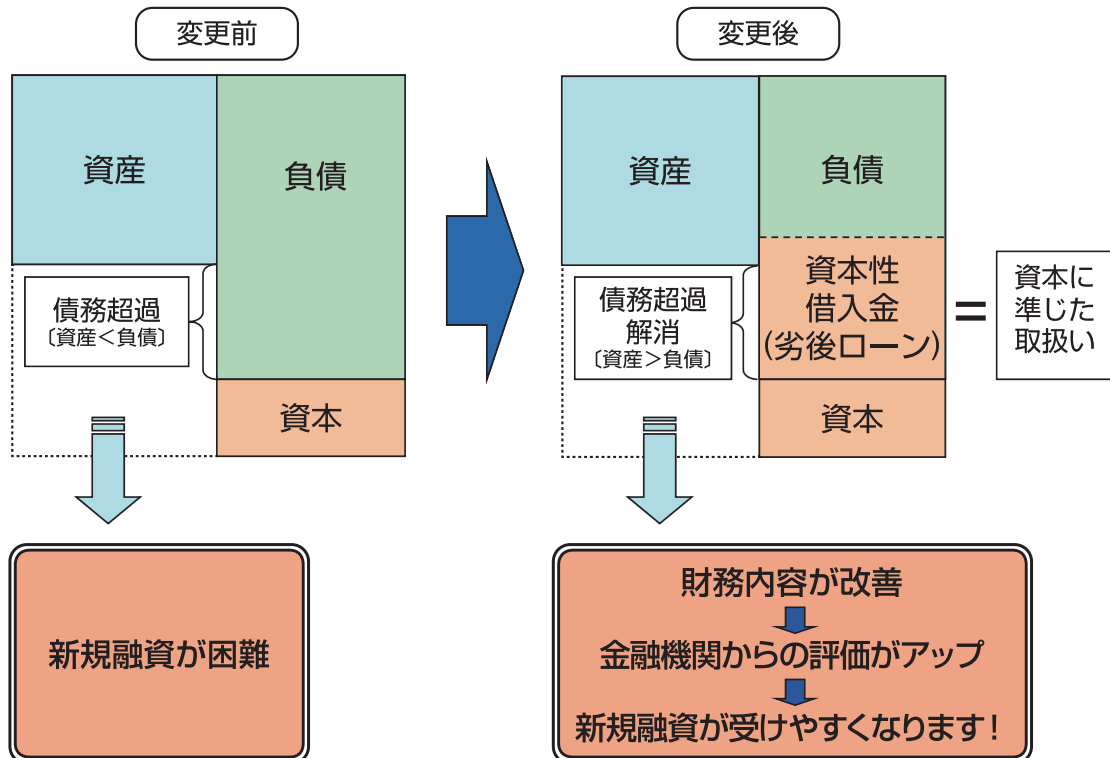 変更前
資産
負債
債務超過
〔資産＜負債〕
資本
新規融資が困難
変更後
資産
負債
債務超過
解消
〔資産＞負債〕
資本性
借入金
(劣後ローン)
＝
資本に
準じた
取扱い
資本
財務内容が改善
金融機関からの評価がアップ
新規融資が受けやすくなります！